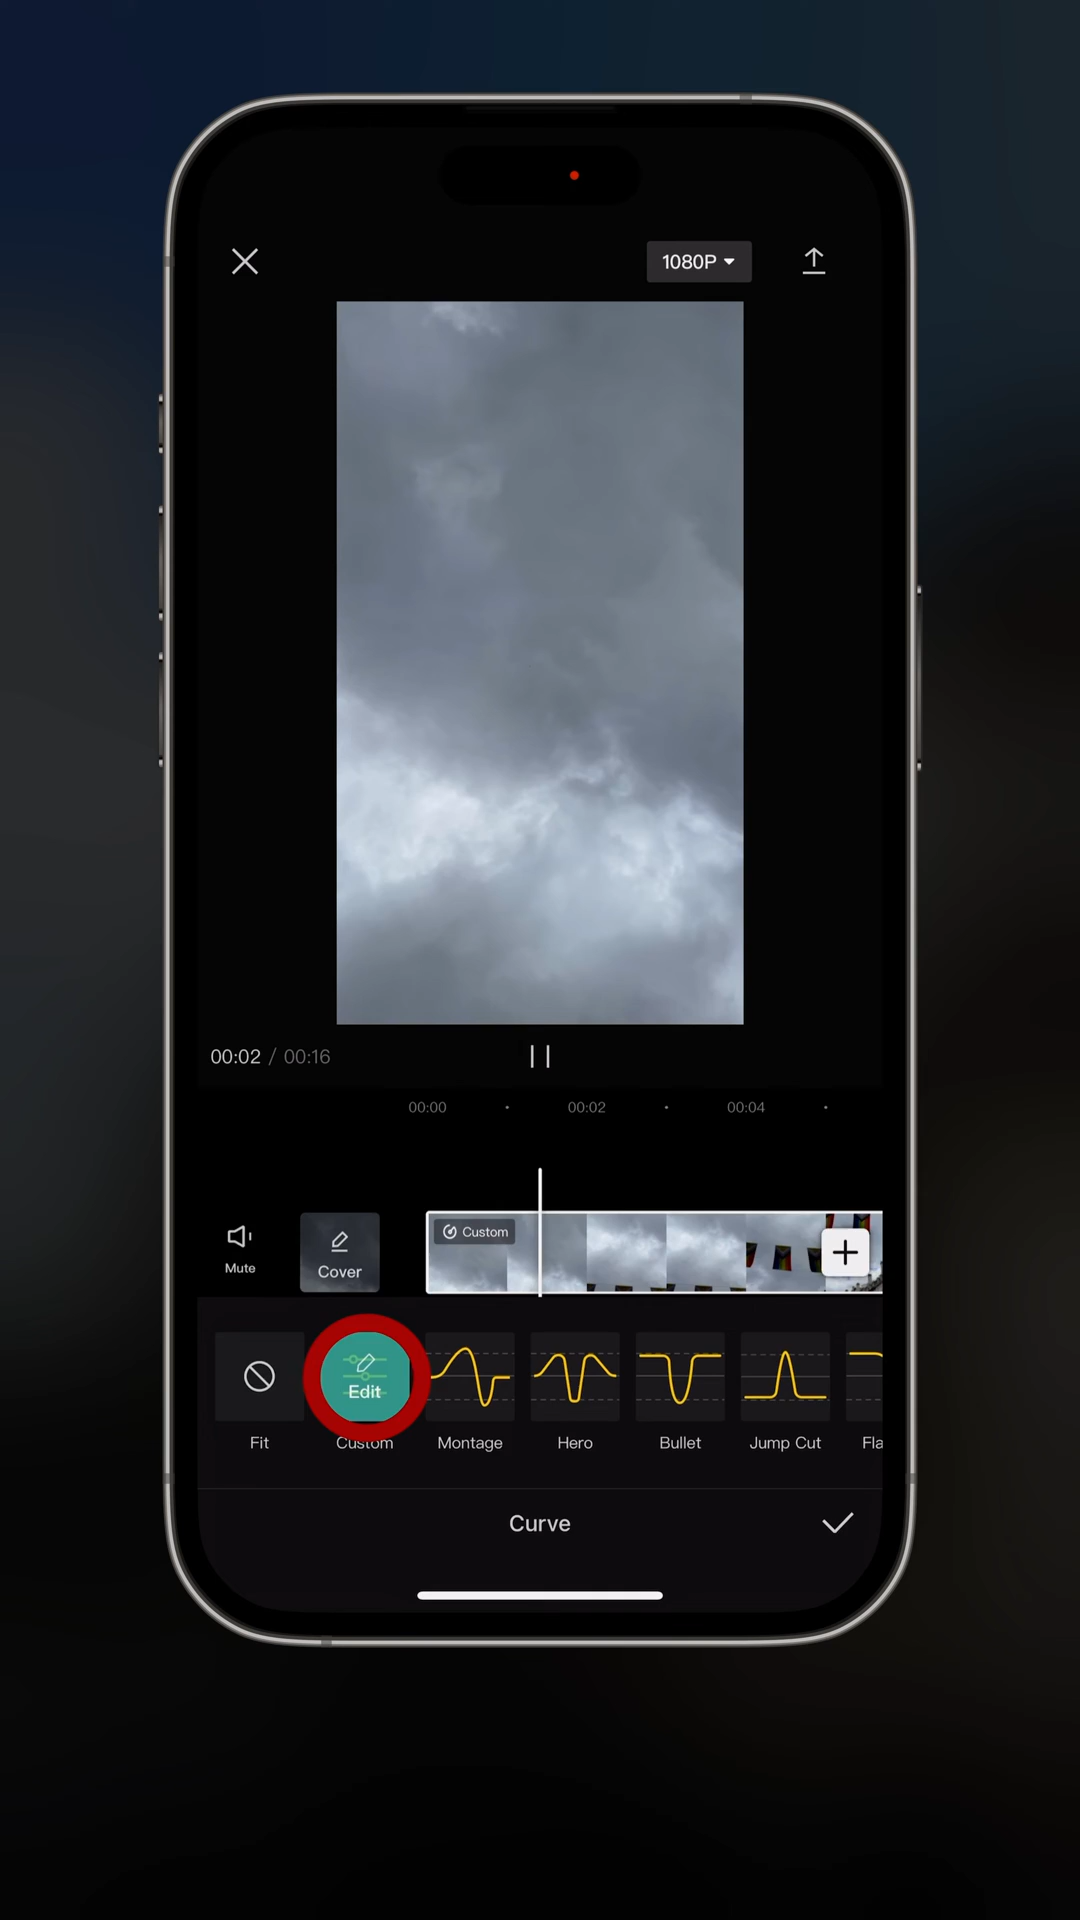 1080P
00:02 / 00:16
00:00 00:02 00:04
Custom
Mute
Cover
Edit
Fit
Custom
Montage
Hero
Bullet
Jump Cut
Fla
Curve